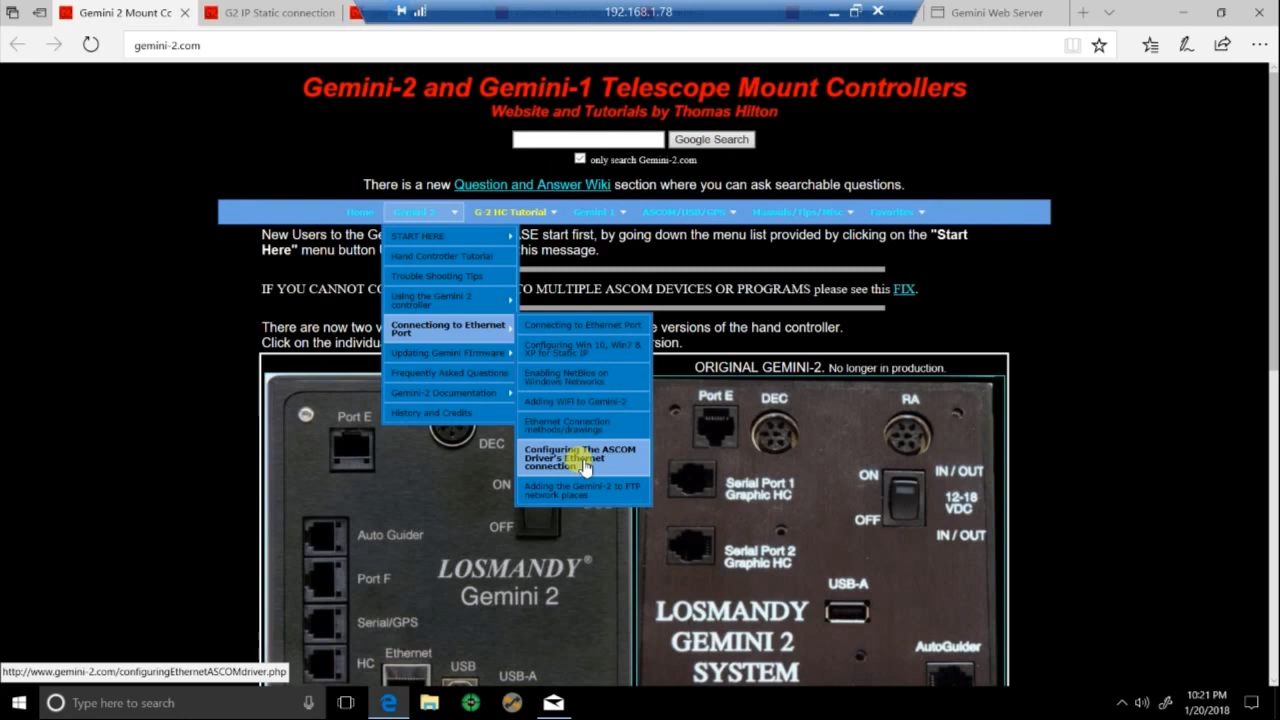 Gemini 2 Mount Cc
G2 IP Static connection
192.168.1.78
Gemini Web Server
gemini-2.com
Gemini-2 and Gemini-1 Telescope Mount Controllers
Website and Tutorials by Thomas Hilton
Google Search
only search Gemini-2.com
There is a new Question and Answer Wiki section where you can ask searchable questions.
Home Gemini 2 G-2 HC Tutorial Gemini 1 ASCOM/USB/GPS Manuals/Tips/Misc Favorites
New Users to the Ge ASE start first, by going down the menu list provided by clicking on the "Start
Here" menu button this message.
IF YOU CANNOT CO TO MULTIPLE ASCOM DEVICES OR PROGRAMS please see this FIX.
There are now two v e versions of the hand controller.
Click on the individu rsion.
START HERE
Hand Controller Tutorial
Trouble Shooting Tips
Using the Gemini 2
controller
Connectiong to Ethernet
Port
Updating Gemini Firmware
Frequently Asked Questions
Gemini-2 Documentation
History and Credits
Connecting to Ethernet Port
Configuring Win 10, Win7 &
XP for Static IP
Enabling NetBios on
Windows Networks
Adding WiFi to Gemini-2
Ethernet Connection
methods/drawings
Configuring The ASCOM
Driver's Ethernet
connection
Adding the Gemini-2 to FTP
network places
Port E
DEC
ON
OFF
Auto Guider
Port F
Serial/GPS
HC
Ethernet
USB
USB-A
LOSMANDY®
Gemini 2
ORIGINAL GEMINI-2. No longer in production.
Port E
DEC
RA
Serial Port 1
Graphic HC
Serial Port 2
Graphic HC
ON
OFF
IN / OUT
12-18
VDC
IN / OUT
USB-A
LOSMANDY
GEMINI 2
SYSTEM
AutoGuider
http://www.gemini-2.com/configuringEthernetASCOMdriver.php
Type here to search
10:21 PM
1/20/2018